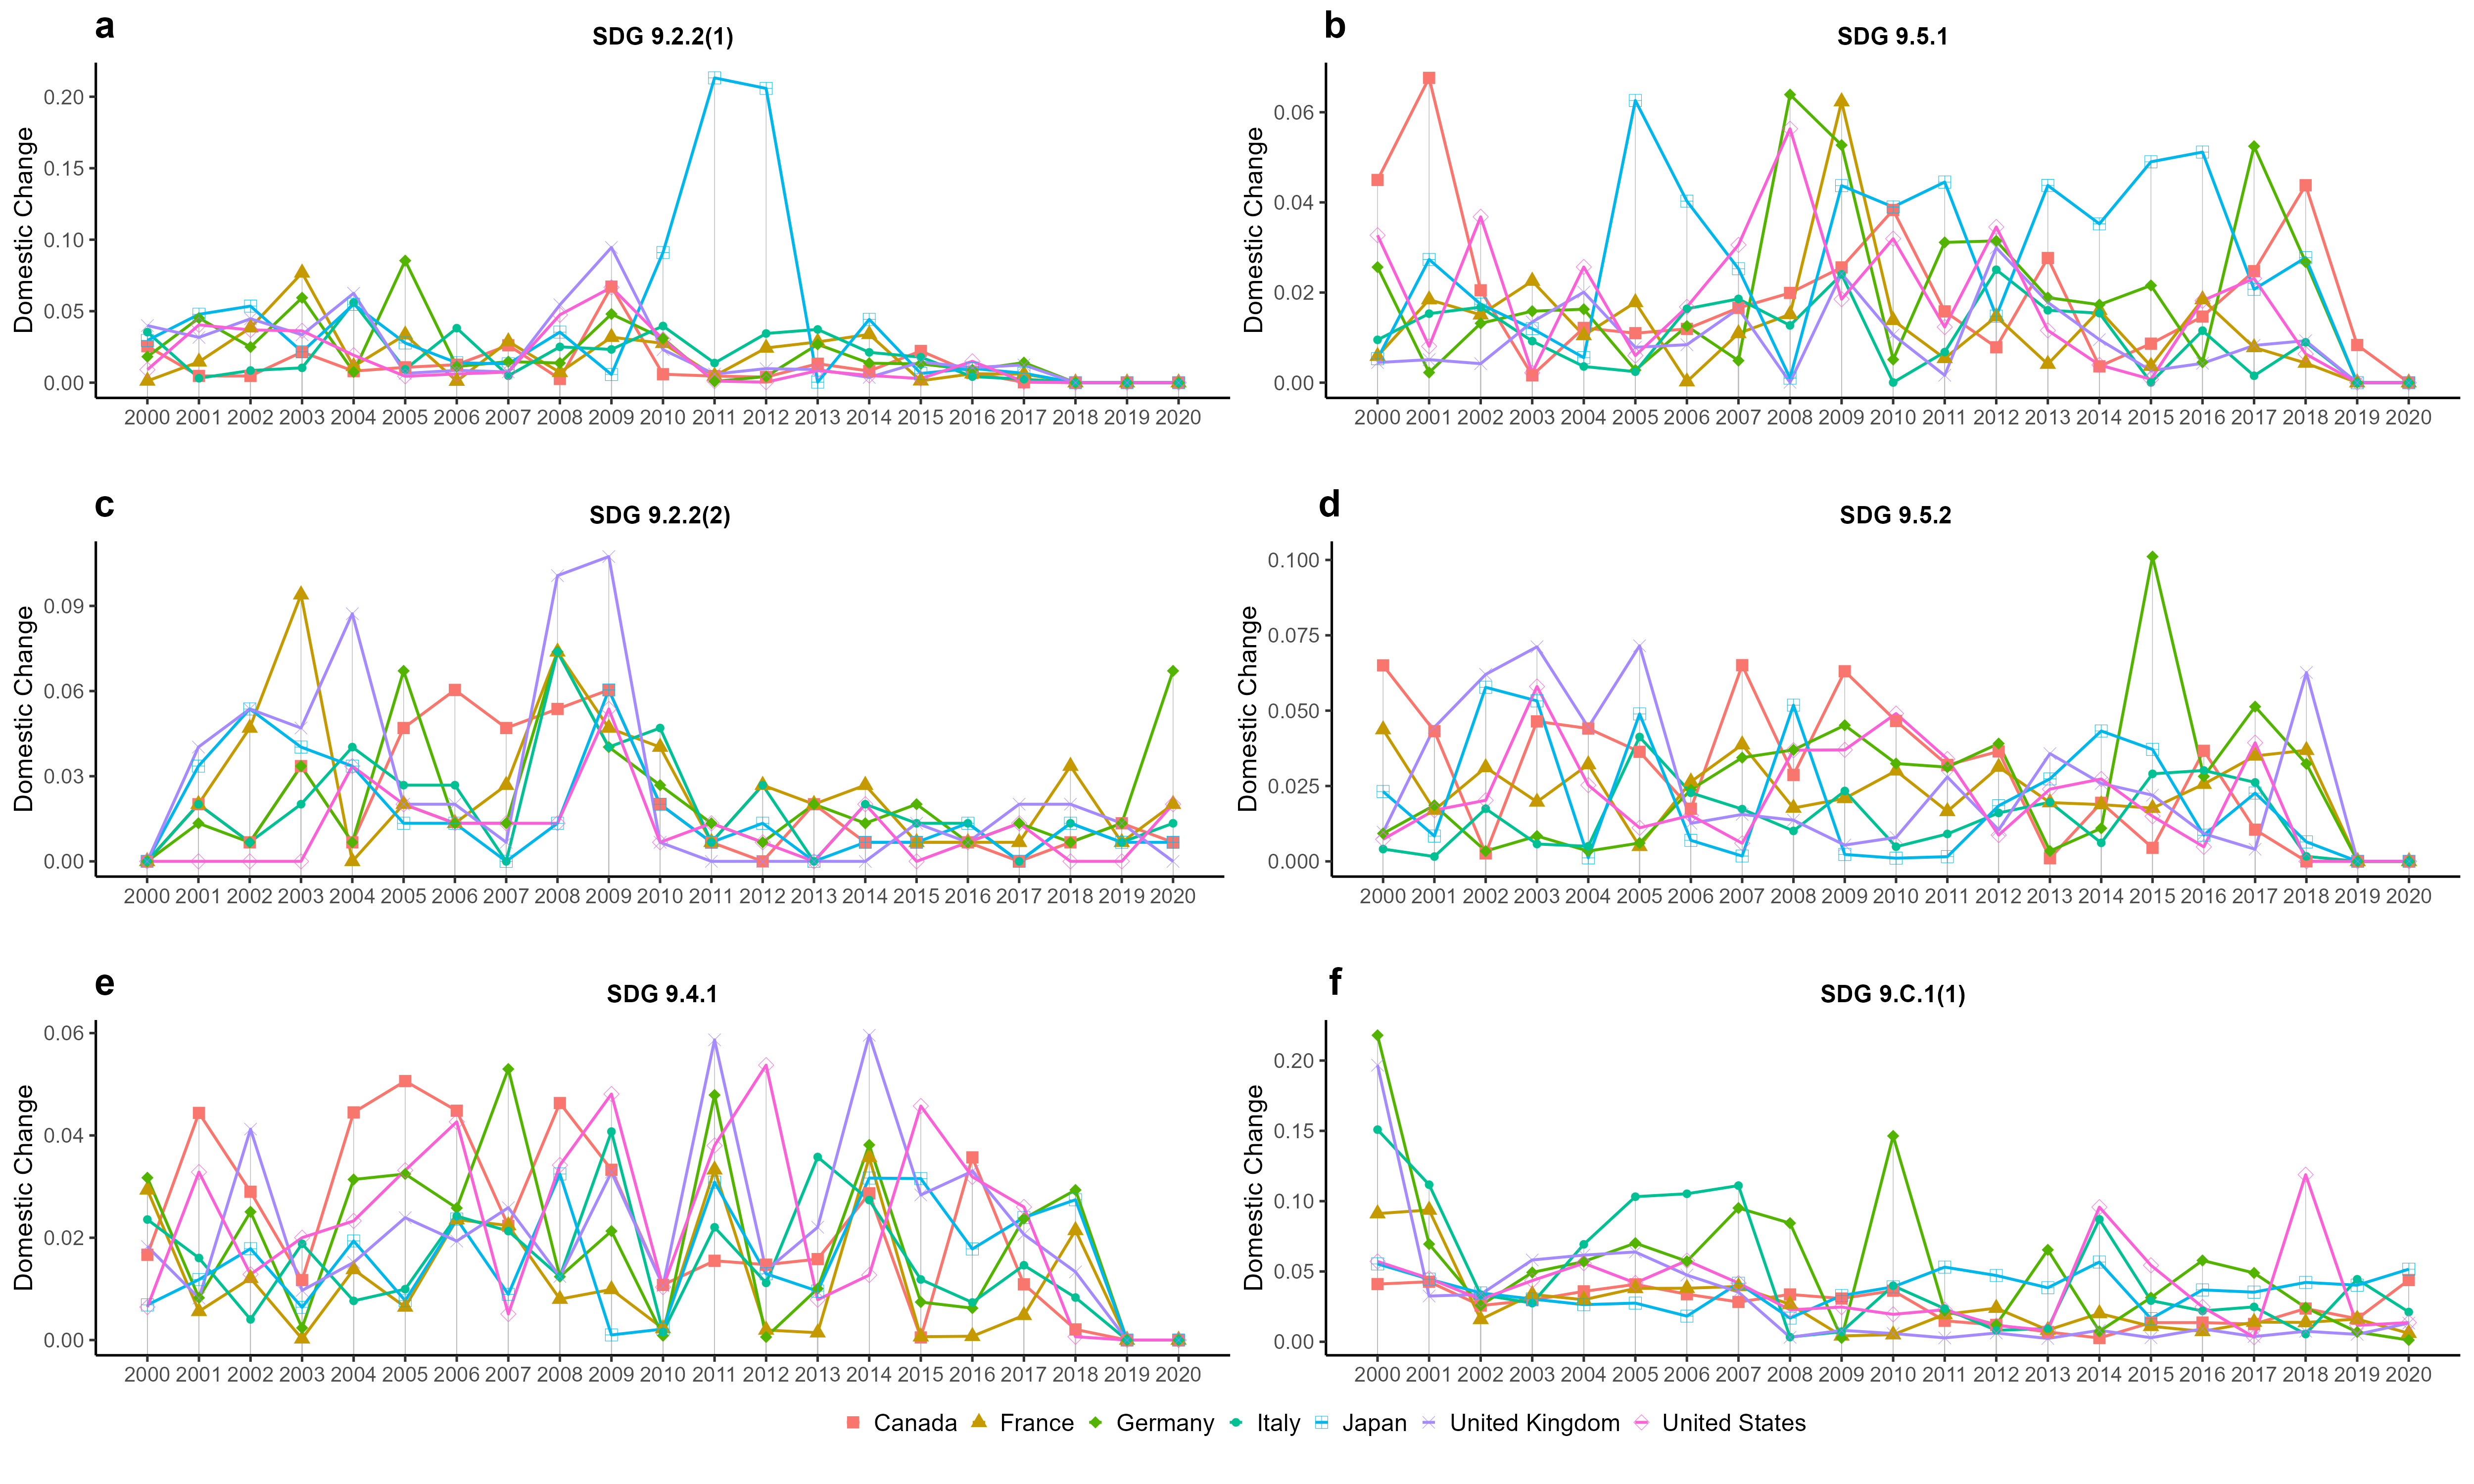 a
SDG 9.2.2(1)
Domestic Change
0.20
0.15
0.10
0.05
0.00
2000 2001 2002 2003 2004 2005 2006 2007 2008 2009 2010 2011 2012 2013 2014 2015 2016 2017 2018 2019 2020
b
SDG 9.5.1
Domestic Change
0.06
0.04
0.02
0.00
2000 2001 2002 2003 2004 2005 2006 2007 2008 2009 2010 2011 2012 2013 2014 2015 2016 2017 2018 2019 2020
c
SDG 9.2.2(2)
Domestic Change
0.09
0.06
0.03
0.00
2000 2001 2002 2003 2004 2005 2006 2007 2008 2009 2010 2011 2012 2013 2014 2015 2016 2017 2018 2019 2020
d
SDG 9.5.2
Domestic Change
0.100
0.075
0.050
0.025
0.000
2000 2001 2002 2003 2004 2005 2006 2007 2008 2009 2010 2011 2012 2013 2014 2015 2016 2017 2018 2019 2020
e
SDG 9.4.1
Domestic Change
0.06
0.04
0.02
0.00
2000 2001 2002 2003 2004 2005 2006 2007 2008 2009 2010 2011 2012 2013 2014 2015 2016 2017 2018 2019 2020
f
SDG 9.C.1(1)
Domestic Change
0.20
0.15
0.10
0.05
0.00
2000 2001 2002 2003 2004 2005 2006 2007 2008 2009 2010 2011 2012 2013 2014 2015 2016 2017 2018 2019 2020
Canada France Germany Italy Japan United Kingdom United States